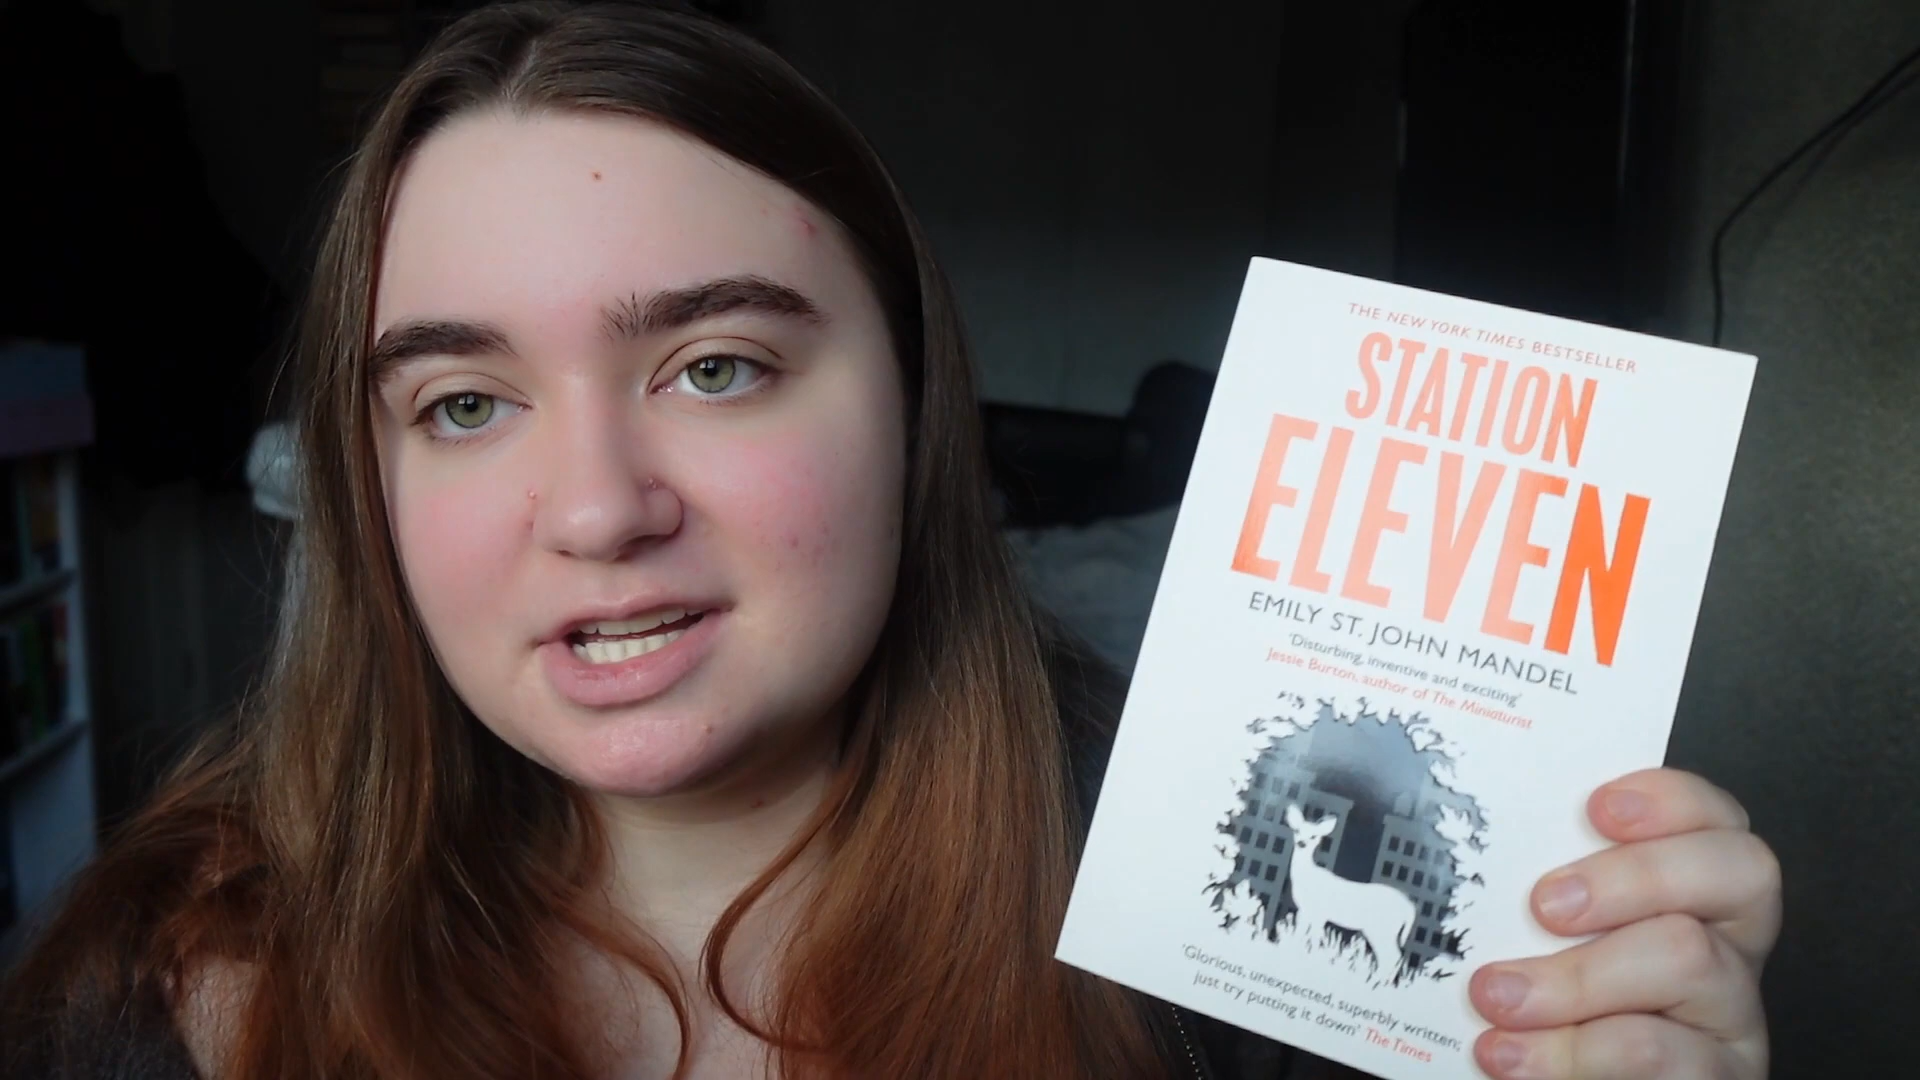 THE NEW YORK TIMES BESTSELLER
STATION
ELEVEN
EMILY ST. JOHN MANDEL
'Disturbing, inventive and exciting'
Jessie Burton, author of The Miniaturist
'Glorious, unexpected, superbly written;
just try putting it down' The Times